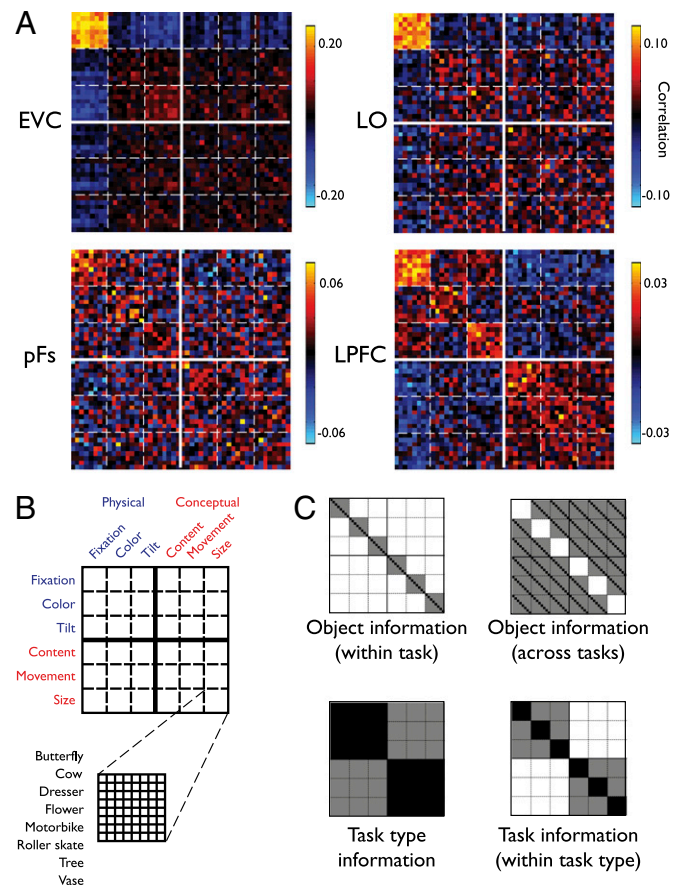 A
EVC
0.20
-0.20
LO
0.10
Correlation
-0.10
pFs
0.06
-0.06
LPFC
0.03
-0.03
B
Physical
Conceptual
Fixation
Color
Tilt
Content
Movement
Size
Fixation
Color
Tilt
Content
Movement
Size
Butterfly
Cow
Dresser
Flower
Motorbike
Roller skate
Tree
Vase
C
Object information
(within task)
Object information
(across tasks)
Task type
information
Task information
(within task type)